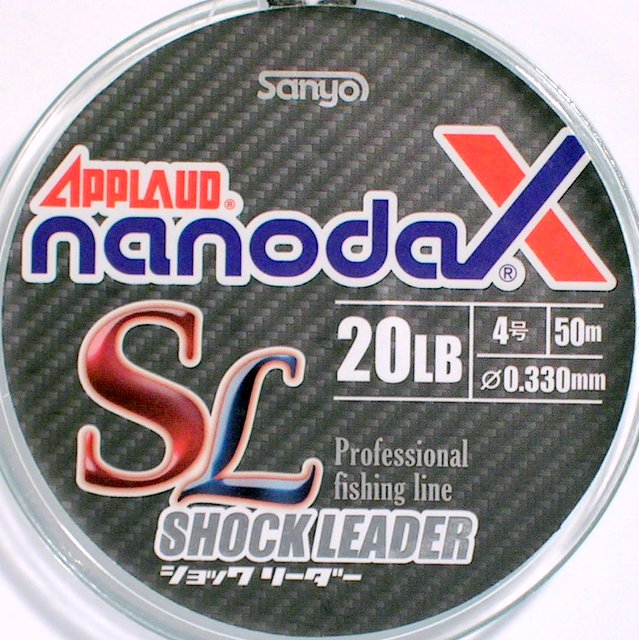 Sanyo
APPLAUD®
nanodaX®
SL
20LB
4号
50m
⌀0.330mm
Professional
fishing line
SHOCK LEADER
ショック リーダー